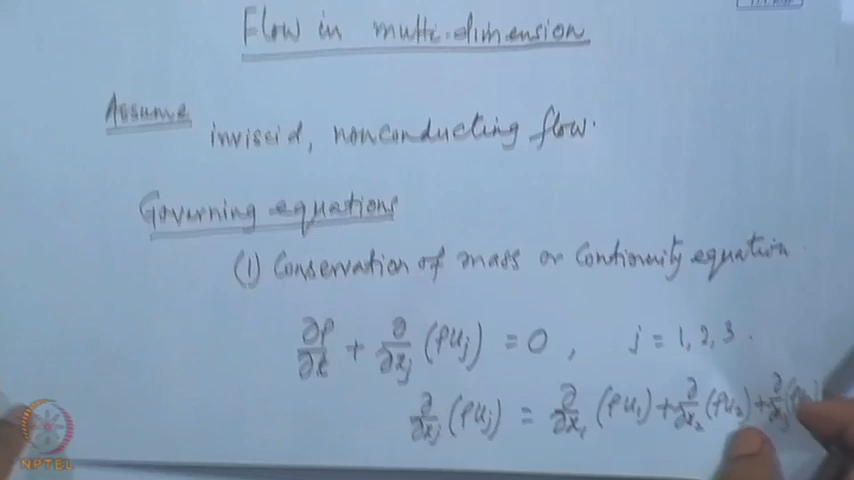 Flow in multi-dimension
Assume
inviscid, nonconducting flow.
Governing equations
(1) Conservation of mass or Continuity equation.
∂ρ/∂t + ∂/∂xj (ρuj) = 0 , j = 1, 2, 3.
∂/∂xj (ρuj) = ∂/∂x1 (ρu1) + ∂/∂x2 (ρu2) + ∂/∂x3 (ρ
NPTEL